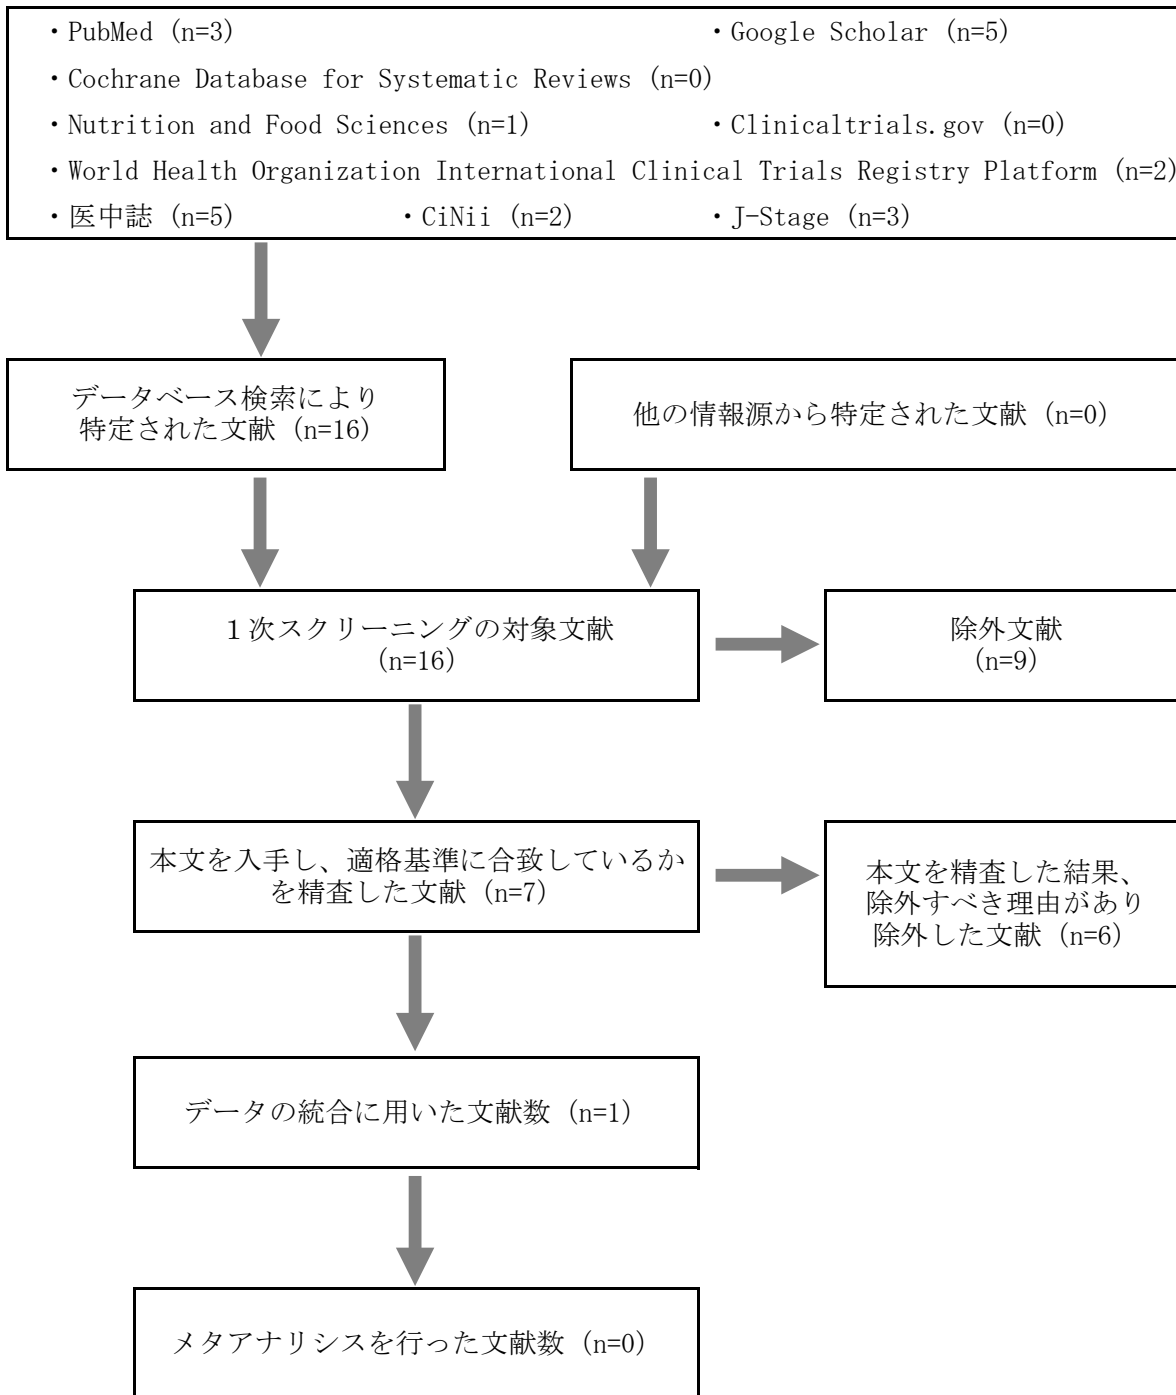 ・PubMed (n=3) ・Google Scholar (n=5)
・Cochrane Database for Systematic Reviews (n=0)
・Nutrition and Food Sciences (n=1) ・Clinicaltrials.gov (n=0)
・World Health Organization International Clinical Trials Registry Platform (n=2)
・医中誌 (n=5) ・CiNii (n=2) ・J-Stage (n=3)
データベース検索により
特定された文献 (n=16)
他の情報源から特定された文献 (n=0)
１次スクリーニングの対象文献
(n=16)
除外文献
(n=9)
本文を入手し、適格基準に合致しているか
を精査した文献 (n=7)
本文を精査した結果、
除外すべき理由があり
除外した文献 (n=6)
データの統合に用いた文献数 (n=1)
メタアナリシスを行った文献数 (n=0)